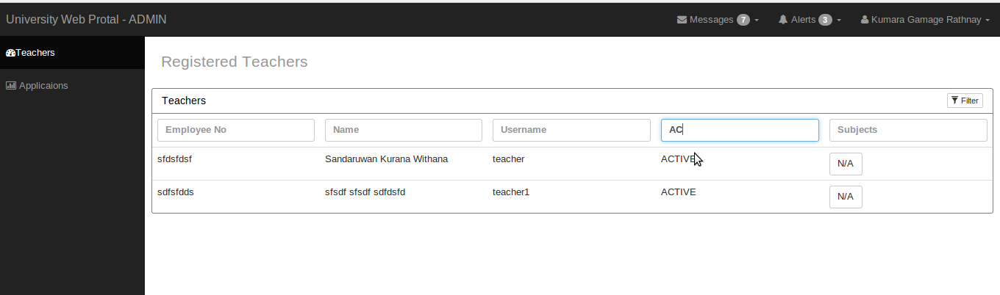 University Web Protal - ADMIN
Messages 7
Alerts 3
Kumara Gamage Rathnay
Teachers
Applicaions
Registered Teachers
Teachers
Filter
Employee No Name Username AC Subjects
sfdsfdsf Sandaruwan Kurana Withana teacher ACTIVE N/A
sdfsfdds sfsdf sfsdf sdfdsfd teacher1 ACTIVE N/A